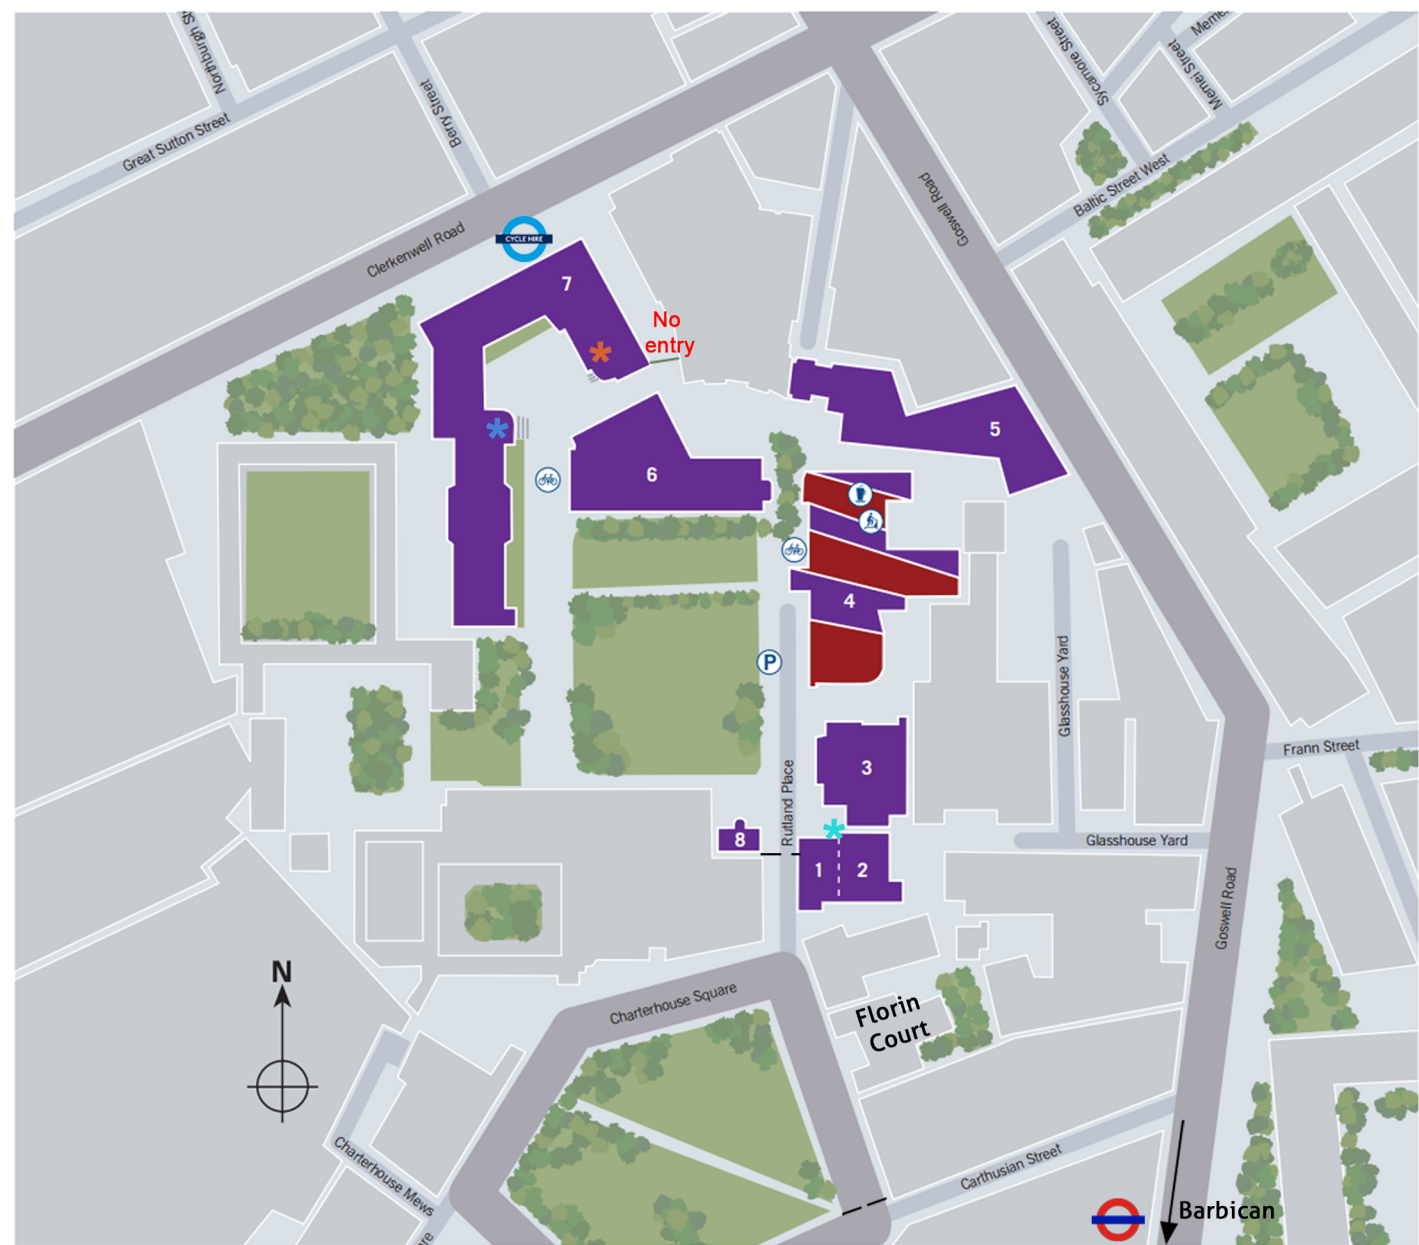 Northburgh St
Great Sutton Street
Berry Street
Sycamore Street
Memel Street
Baltic Street West
Goswell Road
Clerkenwell Road
CYCLE HIRE
7
No
entry
*
5
*
6
4
P
Glasshouse Yard
Frann Street
3
Rutland Place
*
8
1
2
Glasshouse Yard
Goswell Road
N
Charterhouse Square
Florin
Court
Charterhouse Mews
Carthusian Street
Barbican